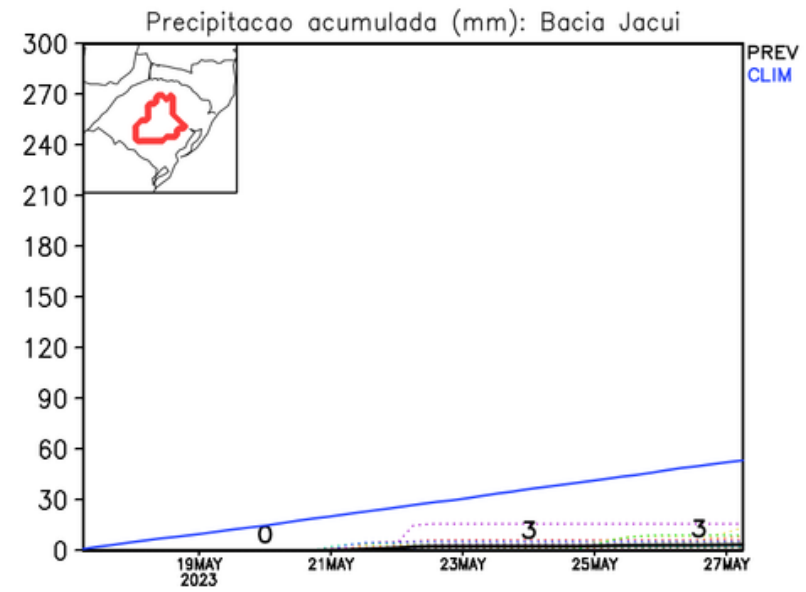 Precipitacao acumulada (mm): Bacia Jacui
PREV
CLIM
300
270
240
210
180
150
120
90
60
30
0
0
3
3
19MAY
2023
21MAY
23MAY
25MAY
27MAY